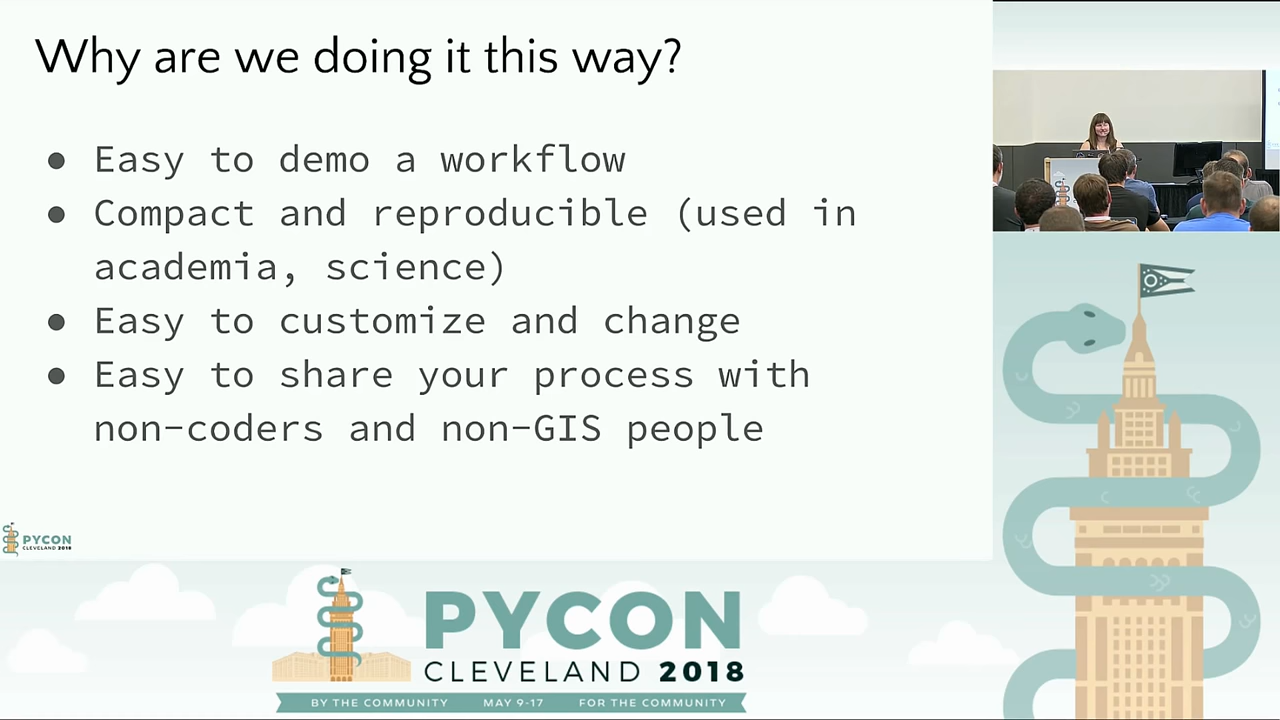 Why are we doing it this way?
● Easy to demo a workflow
● Compact and reproducible (used in
academia, science)
● Easy to customize and change
● Easy to share your process with
non-coders and non-GIS people
PYCON
CLEVELAND 2018
PYCON
CLEVELAND 2018
BY THE COMMUNITY MAY 9-17 FOR THE COMMUNITY